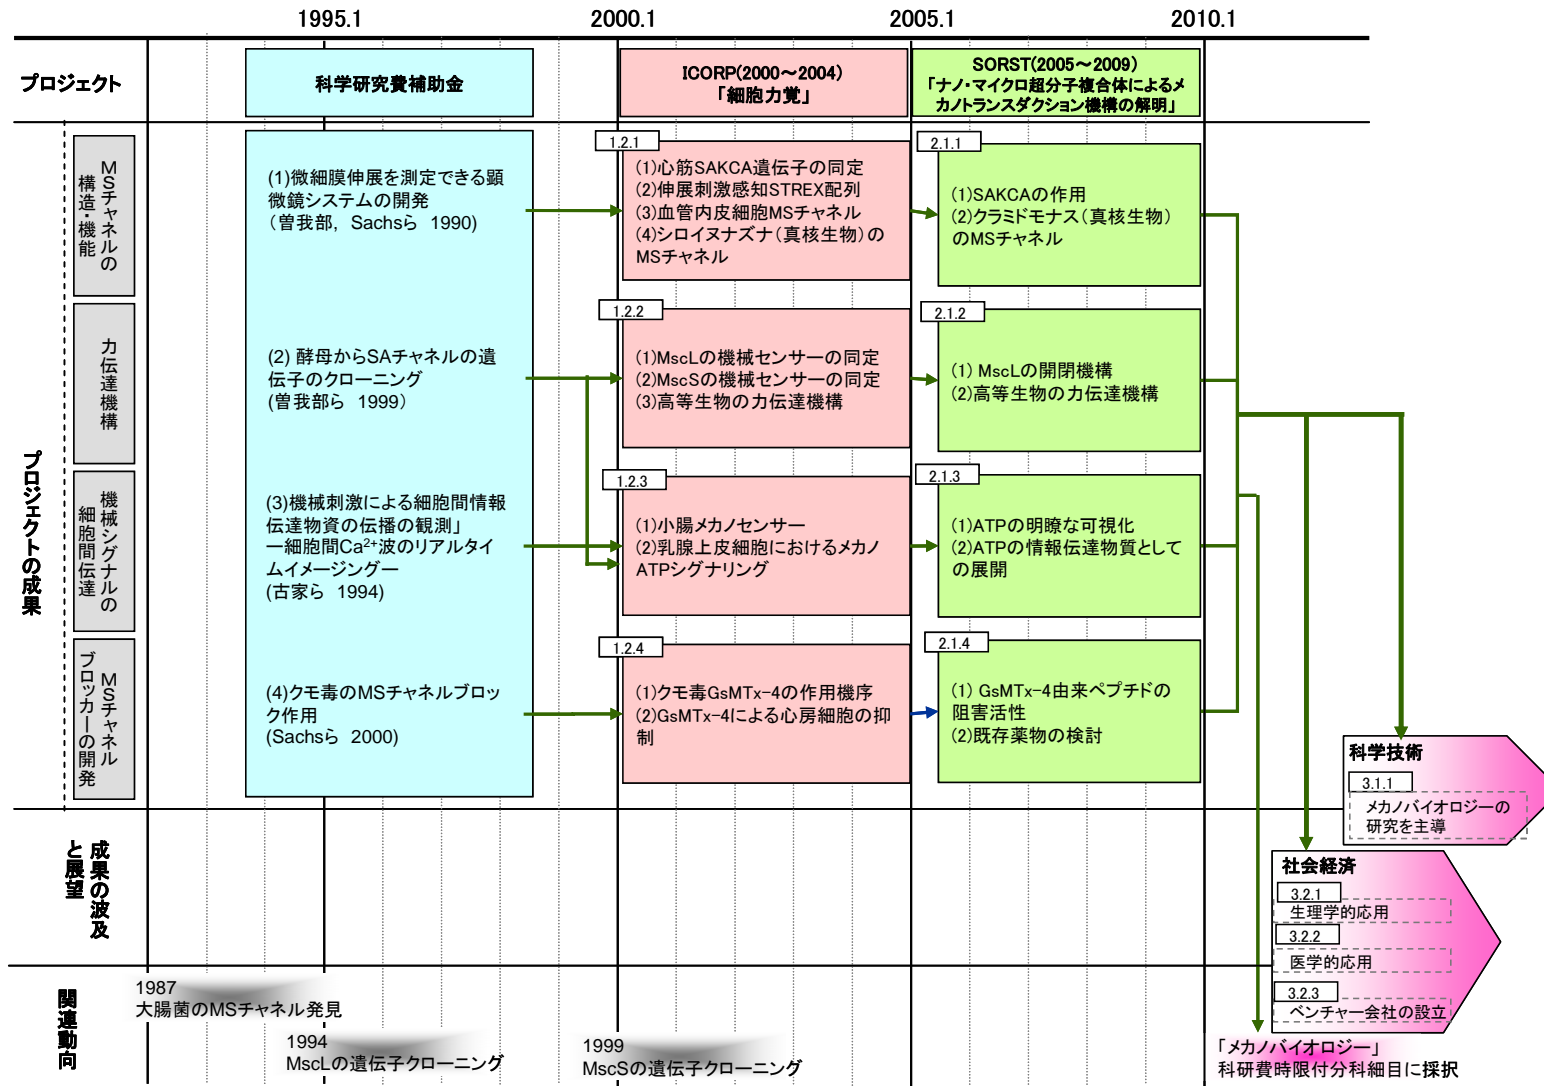 1995.1
2000.1
2005.1
2010.1
プロジェクト
科学研究費補助金
ICORP(2000～2004)
「細胞力覚」
SORST(2005～2009)
「ナノ・マイクロ超分子複合体によるメ
カノトランスダクション機構の解明」
プロジェクトの成果
MSチャネルの
構造・機能
(1)微細膜伸展を測定できる顕
微鏡システムの開発
（曽我部, Sachsら 1990)
1.2.1
(1)心筋SAKCA遺伝子の同定
(2)伸展刺激感知STREX配列
(3)血管内皮細胞MSチャネル
(4)シロイヌナズナ（真核生物）の
MSチャネル
2.1.1
(1)SAKCAの作用
(2)クラミドモナス（真核生物）
のMSチャネル
力伝達機構
(2) 酵母からSAチャネルの遺
伝子のクローニング
(曽我部ら 1999）
1.2.2
(1)MscLの機械センサーの同定
(2)MscSの機械センサーの同定
(3)高等生物の力伝達機構
2.1.2
(1) MscLの開閉機構
(2)高等生物の力伝達機構
機械シグナルの
細胞間伝達
(3)機械刺激による細胞間情報
伝達物資の伝播の観測」
ー細胞間Ca²⁺波のリアルタイ
ムイメージングー
(古家ら 1994)
1.2.3
(1)小腸メカノセンサー
(2)乳腺上皮細胞におけるメカノ
ATPシグナリング
2.1.3
(1)ATPの明瞭な可視化
(2)ATPの情報伝達物質として
の展開
MSチャネル
ブロッカーの開発
(4)クモ毒のMSチャネルブロッ
ク作用
(Sachsら 2000)
1.2.4
(1)クモ毒GsMTx-4の作用機序
(2)GsMTx-4による心房細胞の抑
制
2.1.4
(1) GsMTx-4由来ペプチドの
阻害活性
(2)既存薬物の検討
成果の波及
と展望
科学技術
3.1.1
メカノバイオロジーの
研究を主導
社会経済
3.2.1
生理学的応用
3.2.2
医学的応用
3.2.3
ベンチャー会社の設立
関連動向
1987
大腸菌のMSチャネル発見
1994
MscLの遺伝子クローニング
1999
MscSの遺伝子クローニング
「メカノバイオロジー」
科研費時限付分科細目に採択